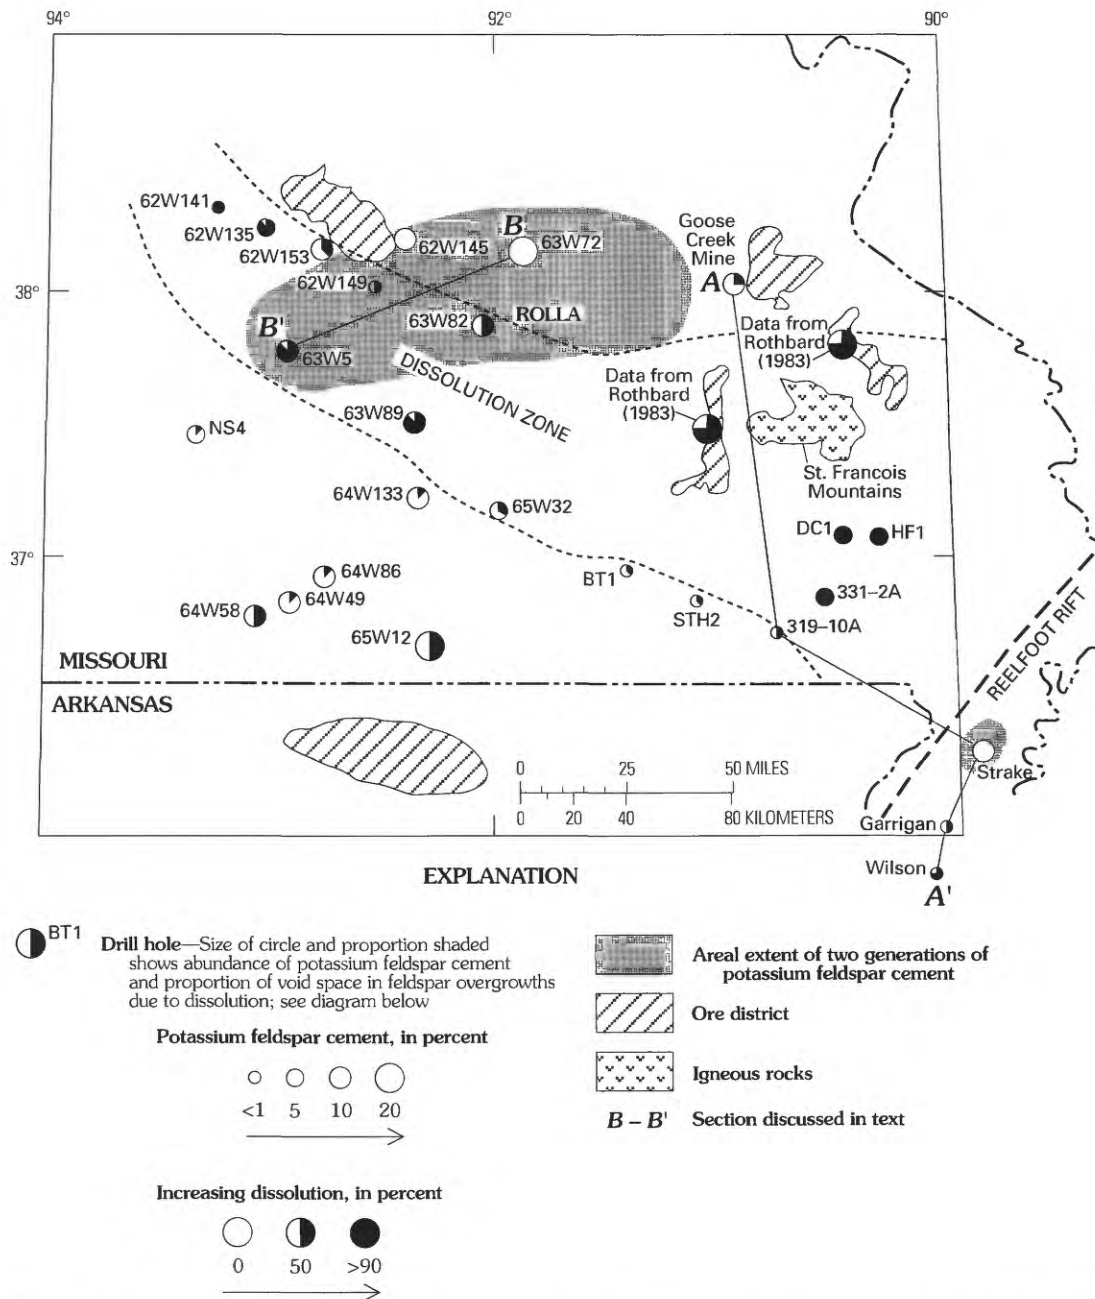 94°
92°
90°
62W141
62W135
62W153
62W145
62W149
B
63W72
Goose
Creek
Mine
A
38°
ROLLA
63W82
B'
63W5
DISSOLUTION ZONE
Data from
Rothbard
(1983)
Data from
Rothbard
(1983)
63W89
NS4
St. Francois
Mountains
64W133
65W32
DC1
HF1
37°
BT1
64W86
64W49
64W58
331–2A
STH2
319–10A
65W12
REELFOOT RIFT
MISSOURI
ARKANSAS
0 25 50 MILES
0 20 40 80 KILOMETERS
Strake
Garrigan
Wilson
A'
EXPLANATION
BT1
Drill hole—Size of circle and proportion shaded
shows abundance of potassium feldspar cement
and proportion of void space in feldspar overgrowths
due to dissolution; see diagram below
Potassium feldspar cement, in percent
<1 5 10 20
Increasing dissolution, in percent
0 50 >90
Areal extent of two generations of
potassium feldspar cement
Ore district
Igneous rocks
B – B' Section discussed in text